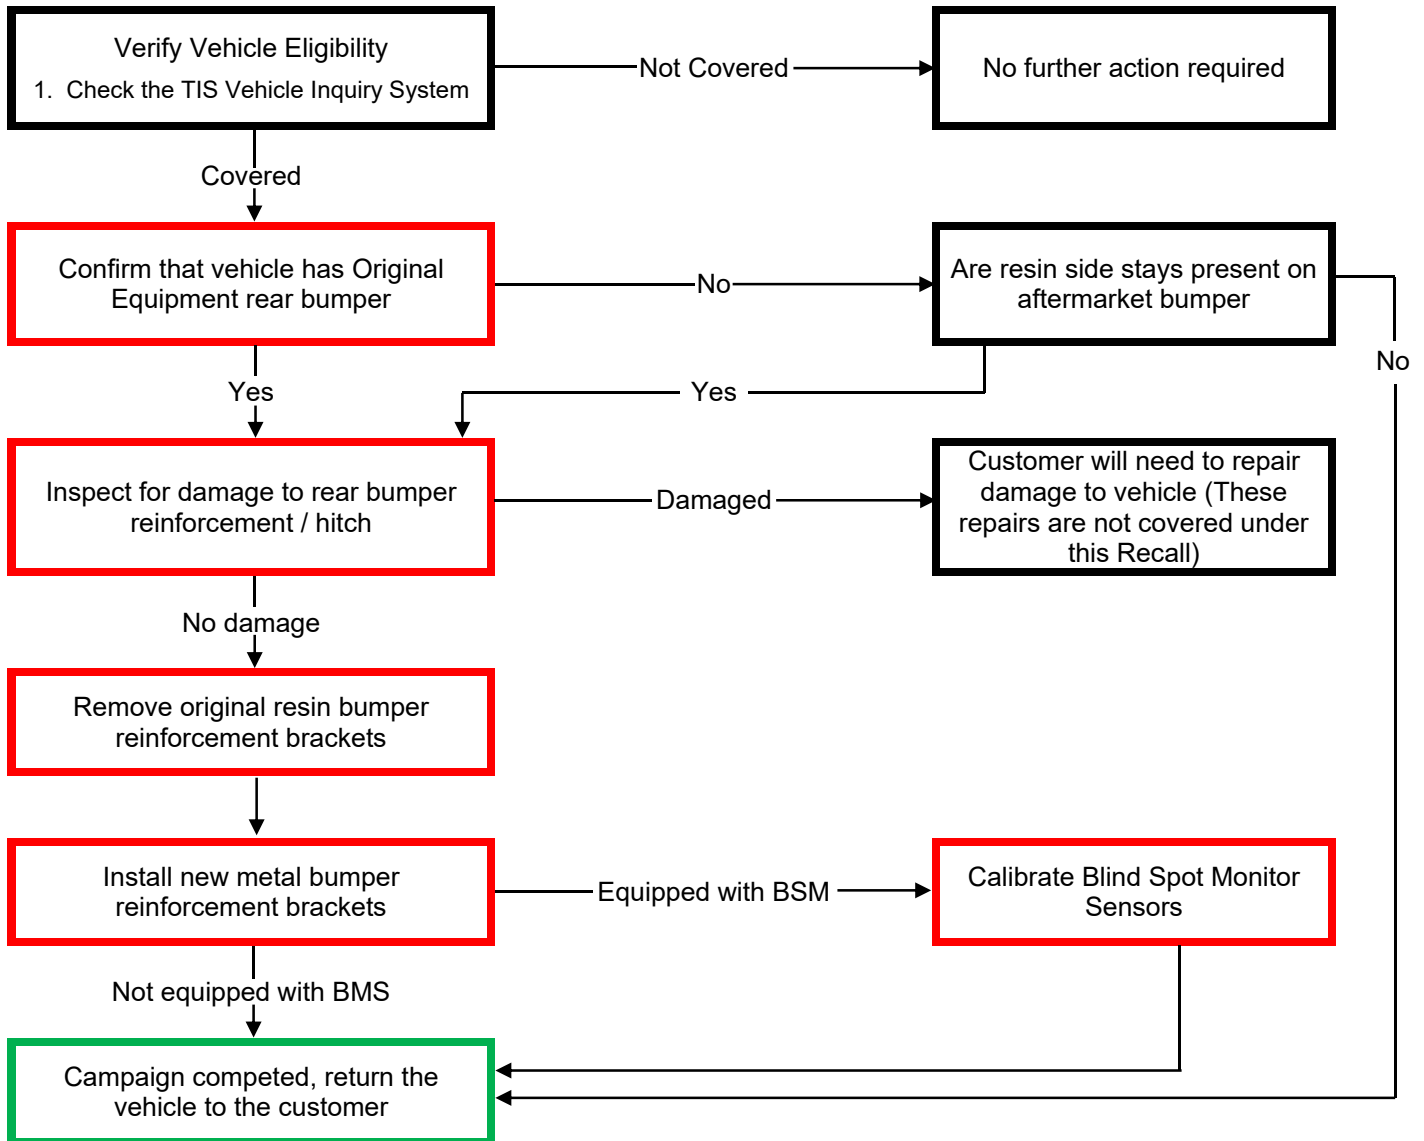 Verify Vehicle Eligibility
1. Check the TIS Vehicle Inquiry System
Not Covered
No further action required
Covered
Confirm that vehicle has Original
Equipment rear bumper
No
Are resin side stays present on
aftermarket bumper
No
Yes
Yes
Inspect for damage to rear bumper
reinforcement / hitch
Damaged
Customer will need to repair
damage to vehicle (These
repairs are not covered under
this Recall)
No damage
Remove original resin bumper
reinforcement brackets
Install new metal bumper
reinforcement brackets
Equipped with BSM
Calibrate Blind Spot Monitor
Sensors
Not equipped with BMS
Campaign competed, return the
vehicle to the customer